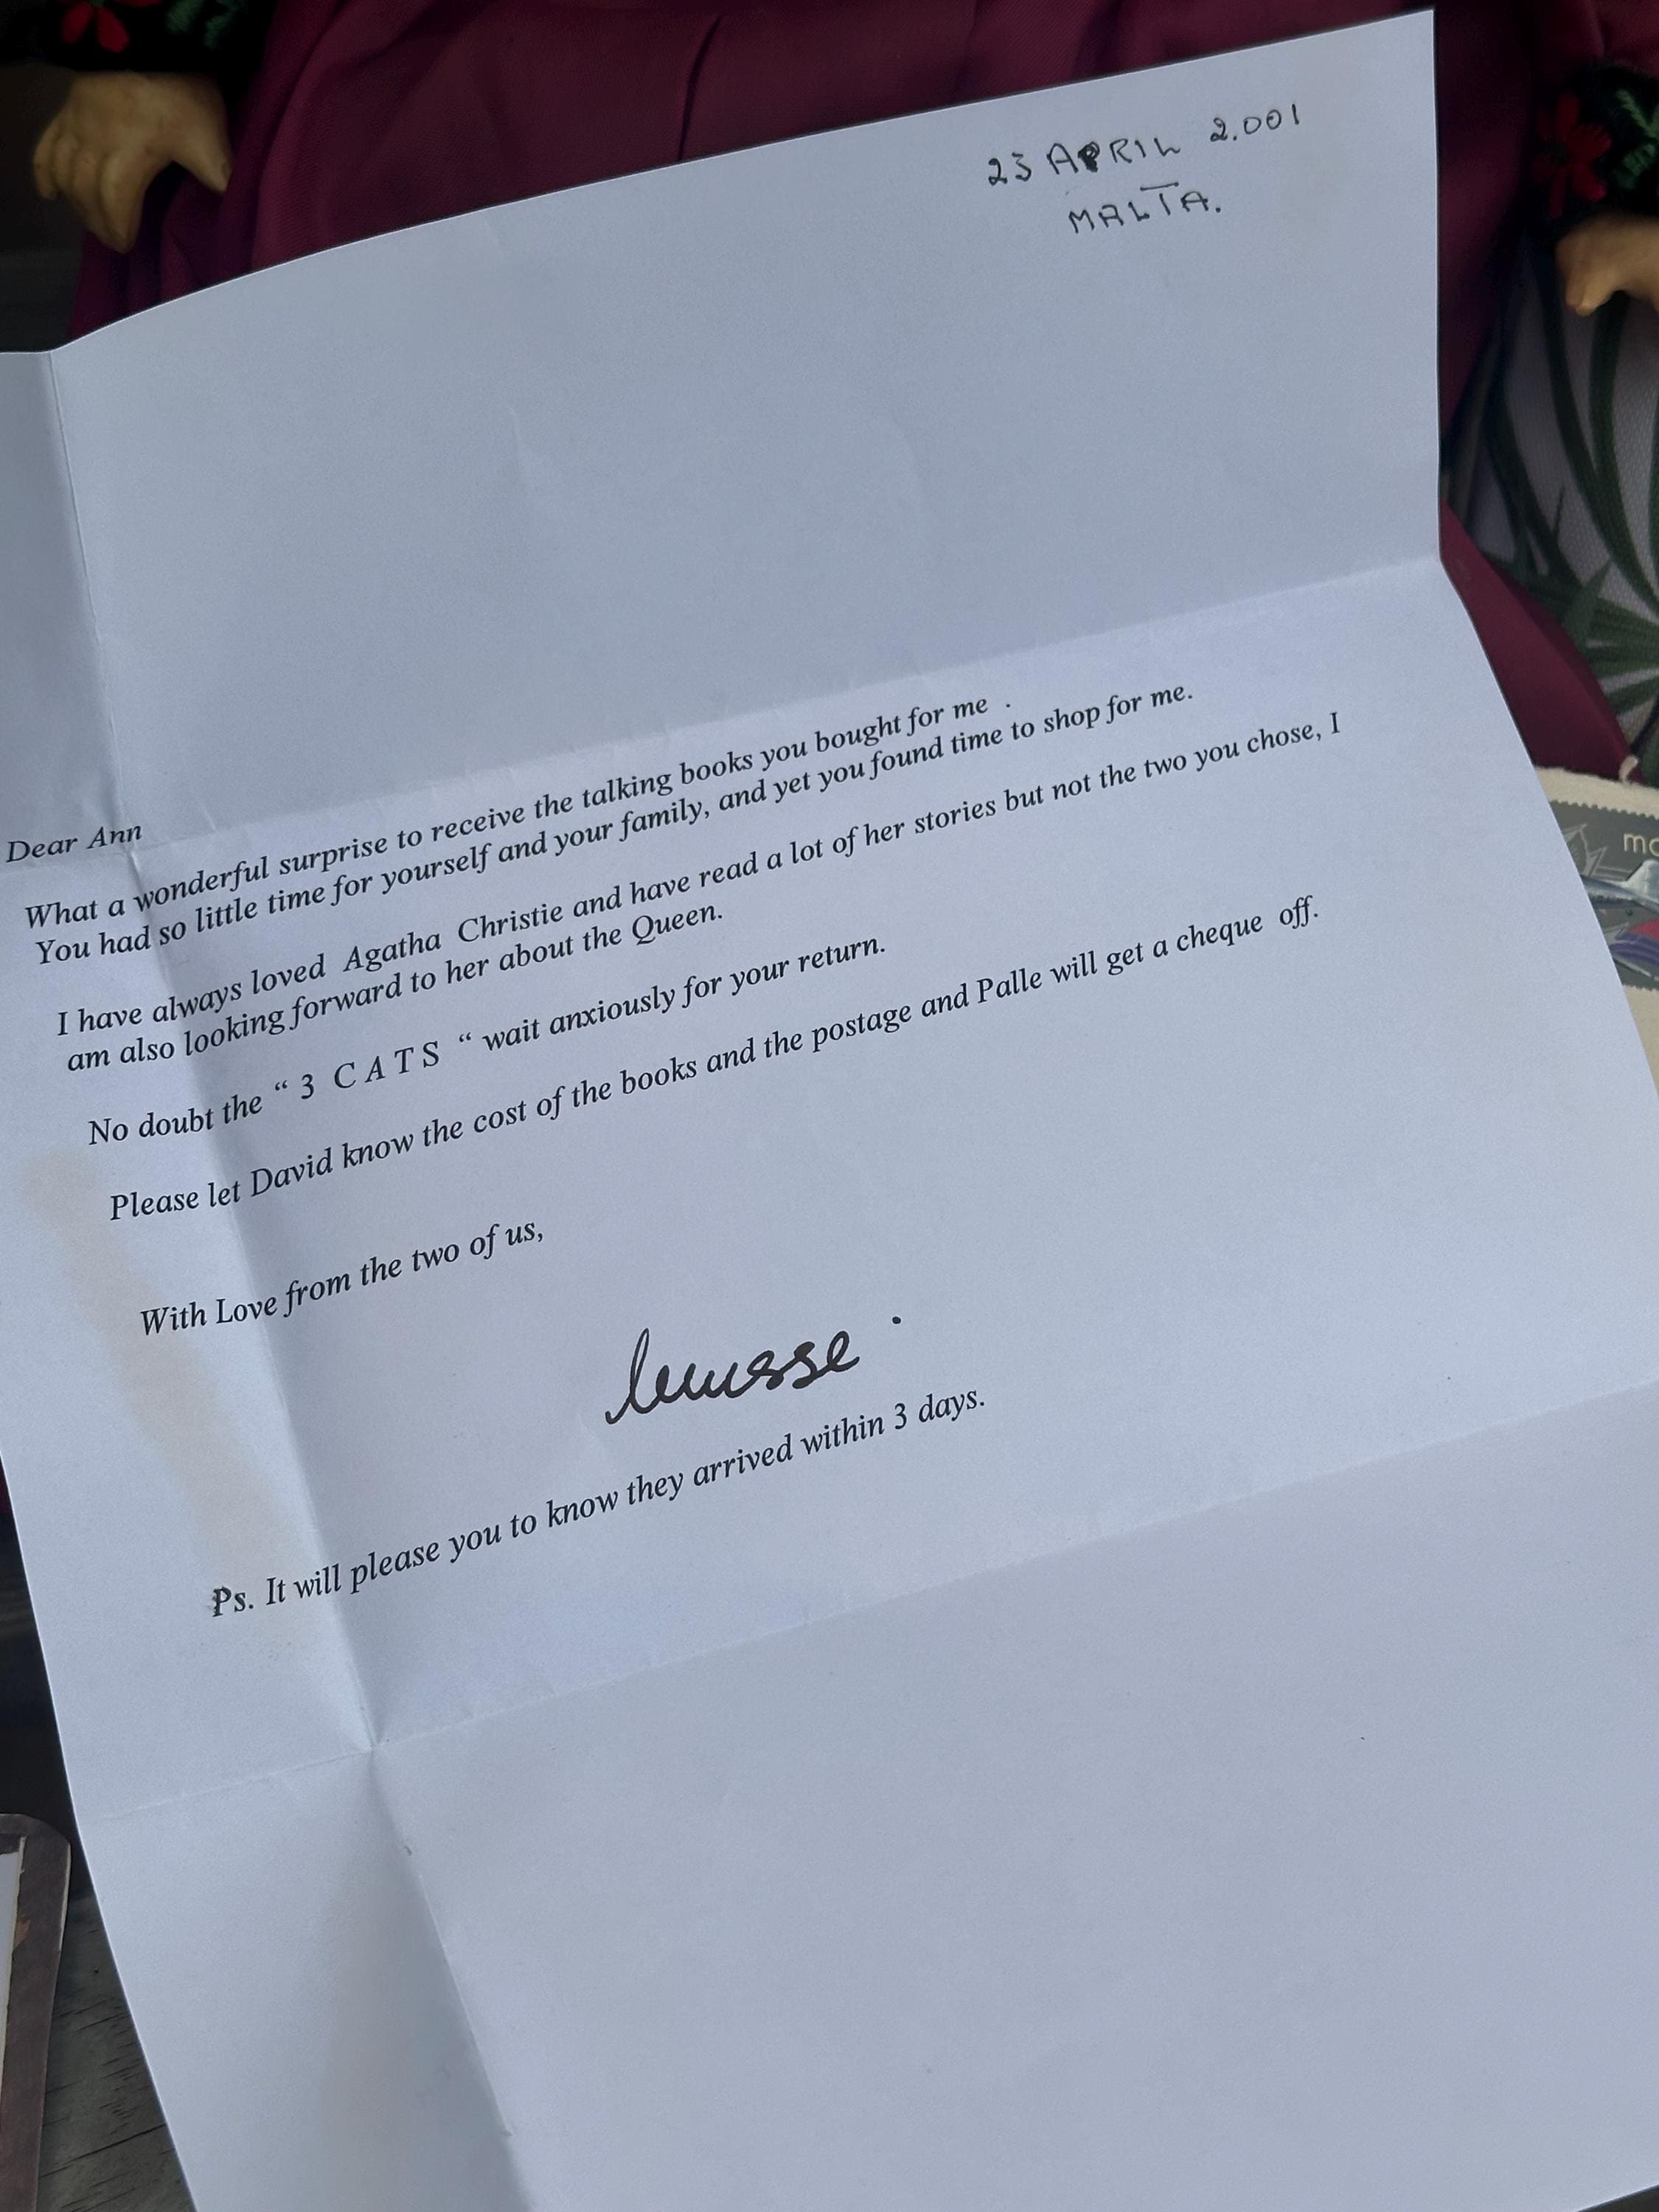 23 APRIL 2.001
MALTA.
Dear Ann
What a wonderful surprise to receive the talking books you bought for me .
You had so little time for yourself and your family, and yet you found time to shop for me.
I have always loved Agatha Christie and have read a lot of her stories but not the two you chose, I
am also looking forward to her about the Queen.
No doubt the “ 3 C A T S “ wait anxiously for your return.
Please let David know the cost of the books and the postage and Palle will get a cheque off.
With Love from the two of us,
Ps. It will please you to know they arrived within 3 days.